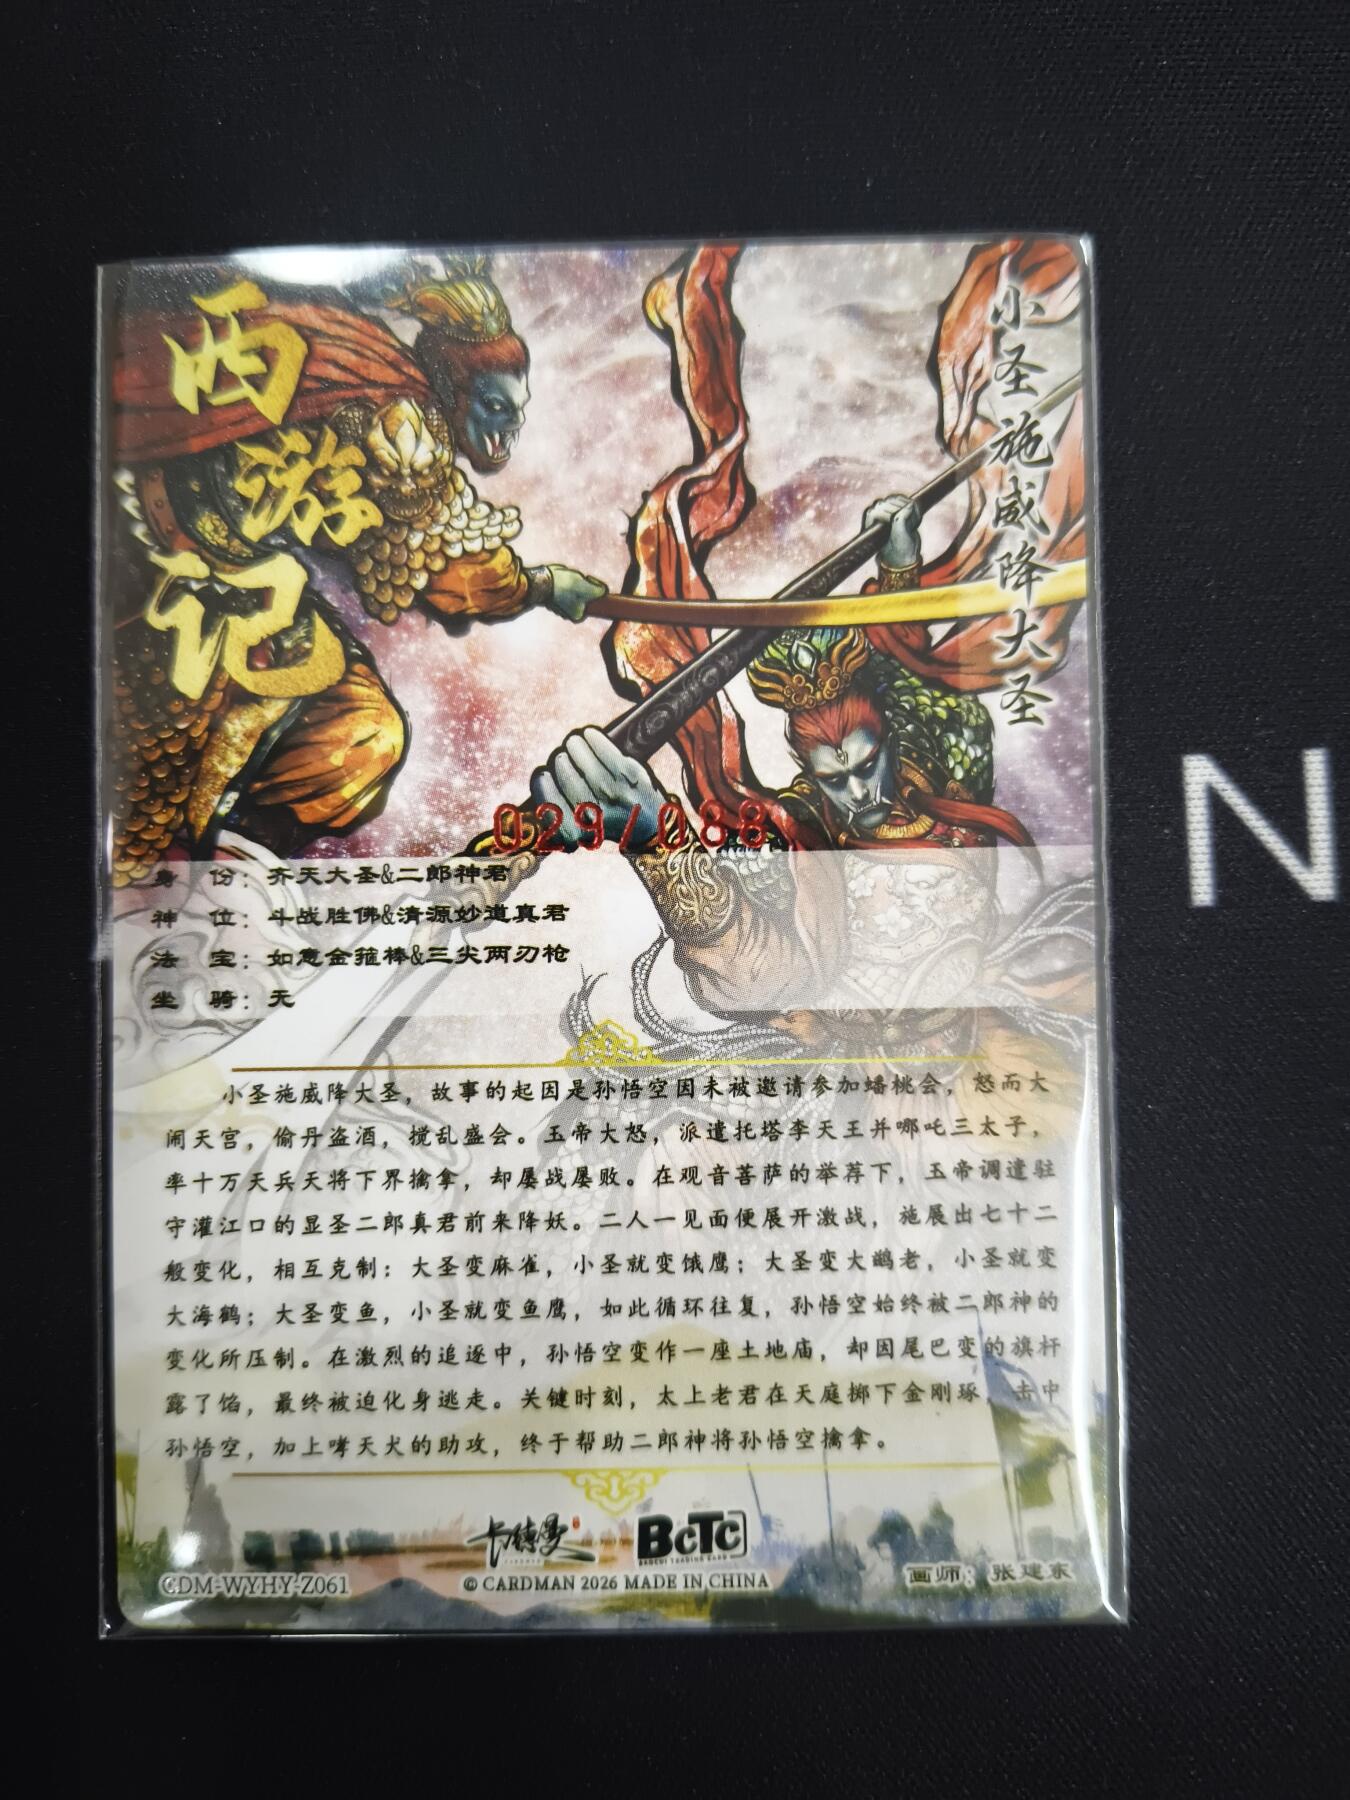 西游记
小圣施威降大圣
029/088
身 份：齐天大圣&二郎神君
神 位：斗战胜佛&清源妙道真君
法 宝：如意金箍棒&三尖两刃枪
坐 骑：无
小圣施威降大圣，故事的起因是孙悟空因未被邀请参加蟠桃会，怒而大
闹天宫，偷丹盗酒，搅乱盛会。玉帝大怒，派遣托塔李天王并哪吒三太子，
率十万天兵天将下界擒拿，却屡战屡败。在观音菩萨的举荐下，玉帝调遣驻
守灌江口的显圣二郎真君前来降妖。二人一见面便展开激战，施展出七十二
般变化，相互克制：大圣变麻雀，小圣就变饿鹰；大圣变大鹚老，小圣就变
大海鹤；大圣变鱼，小圣就变鱼鹰，如此循环往复，孙悟空始终被二郎神的
变化所压制。在激烈的追逐中，孙悟空变作一座土地庙，却因尾巴变的旗杆
露了馅，最终被迫化身逃走。关键时刻，太上老君在天庭掷下金刚琢，击中
孙悟空，加上哮天犬的助攻，终于帮助二郎神将孙悟空擒拿。
卡德曼 BCTC
CDM-WYHY-Z061 © CARDMAN 2026 MADE IN CHINA 画师：张建东
N